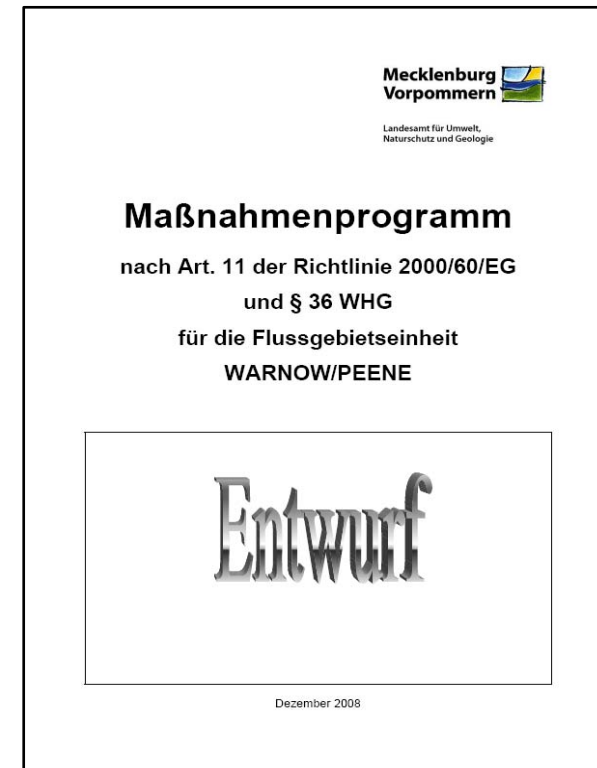 Mecklenburg
Vorpommern
Landesamt für Umwelt,
Naturschutz und Geologie
Maßnahmenprogramm
nach Art. 11 der Richtlinie 2000/60/EG
und § 36 WHG
für die Flussgebietseinheit
WARNOW/PEENE
Entwurf
Dezember 2008